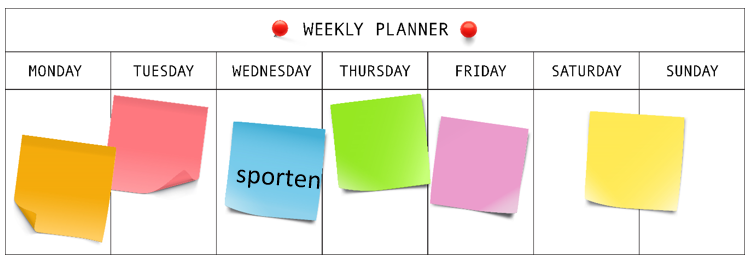 WEEKLY PLANNER
MONDAY TUESDAY WEDNESDAY THURSDAY FRIDAY SATURDAY SUNDAY
sporten